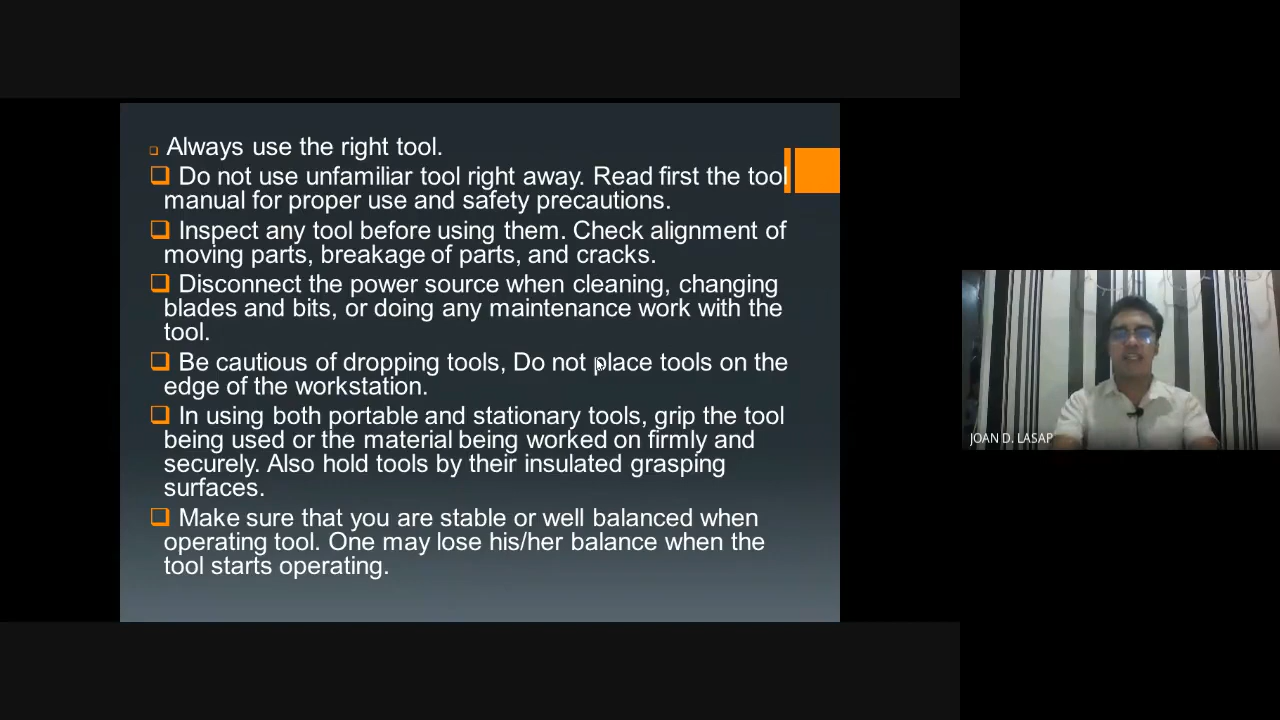 Always use the right tool.
Do not use unfamiliar tool right away. Read first the tool
manual for proper use and safety precautions.
Inspect any tool before using them. Check alignment of
moving parts, breakage of parts, and cracks.
Disconnect the power source when cleaning, changing
blades and bits, or doing any maintenance work with the
tool.
Be cautious of dropping tools, Do not place tools on the
edge of the workstation.
In using both portable and stationary tools, grip the tool
being used or the material being worked on firmly and
securely. Also hold tools by their insulated grasping
surfaces.
Make sure that you are stable or well balanced when
operating tool. One may lose his/her balance when the
tool starts operating.
JOAN D. LASAP